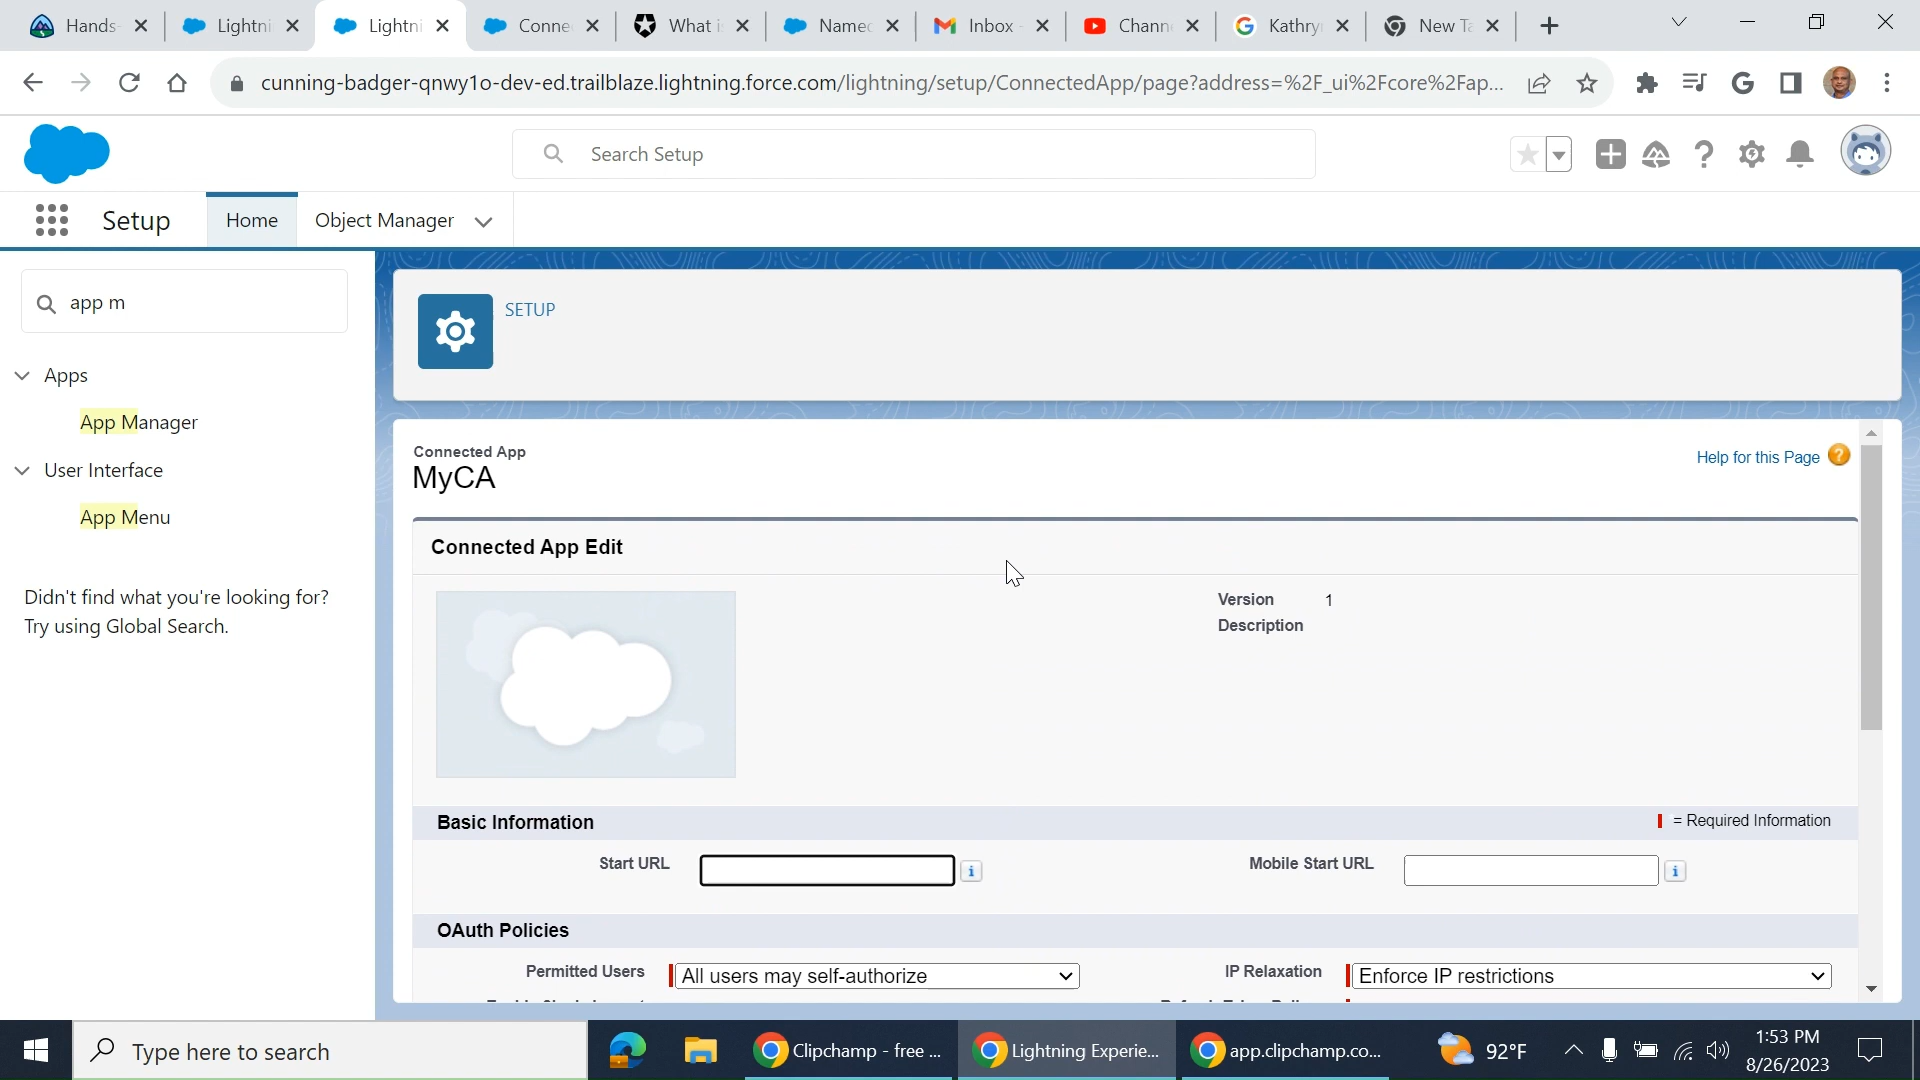 Hands-
Lightni
Lightni
Conne
What i
Named
Inbox -
Chann
Kathry
New Ta
cunning-badger-qnwy1o-dev-ed.trailblaze.lightning.force.com/lightning/setup/ConnectedApp/page?address=%2F_ui%2Fcore%2Fap...
Search Setup
Setup
Home
Object Manager
app m
Apps
App Manager
User Interface
App Menu
Didn't find what you're looking for?
Try using Global Search.
SETUP
Connected App
MyCA
Help for this Page ?
Connected App Edit
Version 1
Description
Basic Information
= Required Information
Start URL
i
Mobile Start URL
i
OAuth Policies
Permitted Users
All users may self-authorize
IP Relaxation
Enforce IP restrictions
Type here to search
Clipchamp - free ...
Lightning Experie...
app.clipchamp.co...
92°F
1:53 PM
8/26/2023